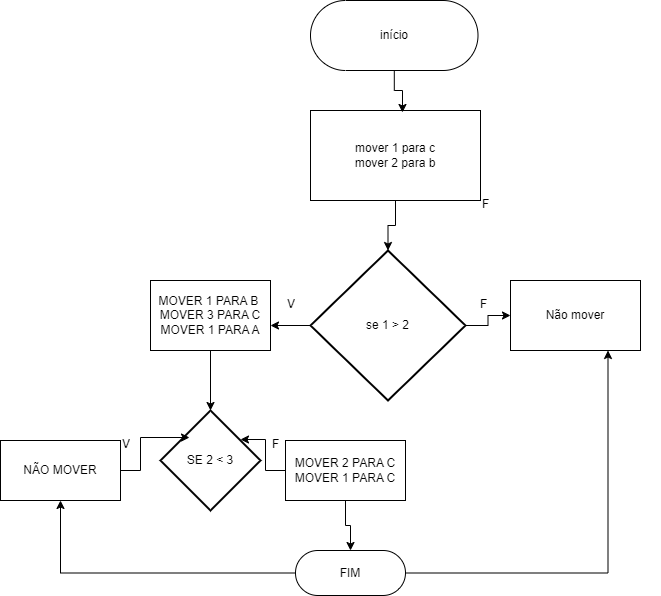 início
mover 1 para c
mover 2 para b
F
MOVER 1 PARA B
MOVER 3 PARA C
MOVER 1 PARA A
V
se 1 > 2
F
Não mover
NÃO MOVER
V
SE 2 < 3
F
MOVER 2 PARA C
MOVER 1 PARA C
FIM